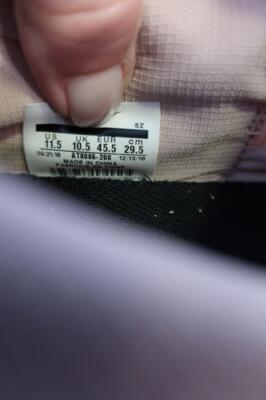 SZ
US UK EUR cm
11.5 10.5 45.5 29.5
AT8086-200
MADE IN CHINA